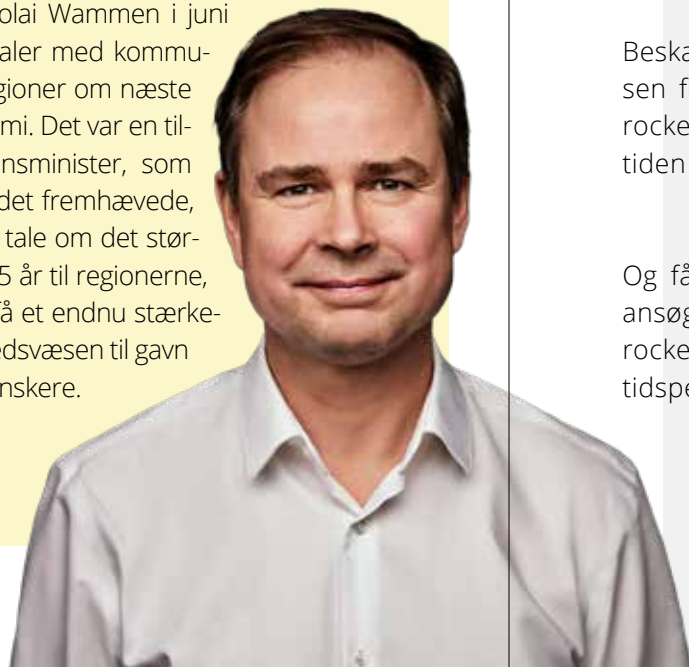 olai Wammen i juni
aler med kommu-
gioner om næste
mi. Det var en til-
nsminister, som
det fremhævede,
tale om det stør-
5 år til regionerne,
få et endnu stærke-
edsvæsen til gavn
nskere.
Beska
sen f
rocke
tiden
Og få
ansøg
rocke
tidspe